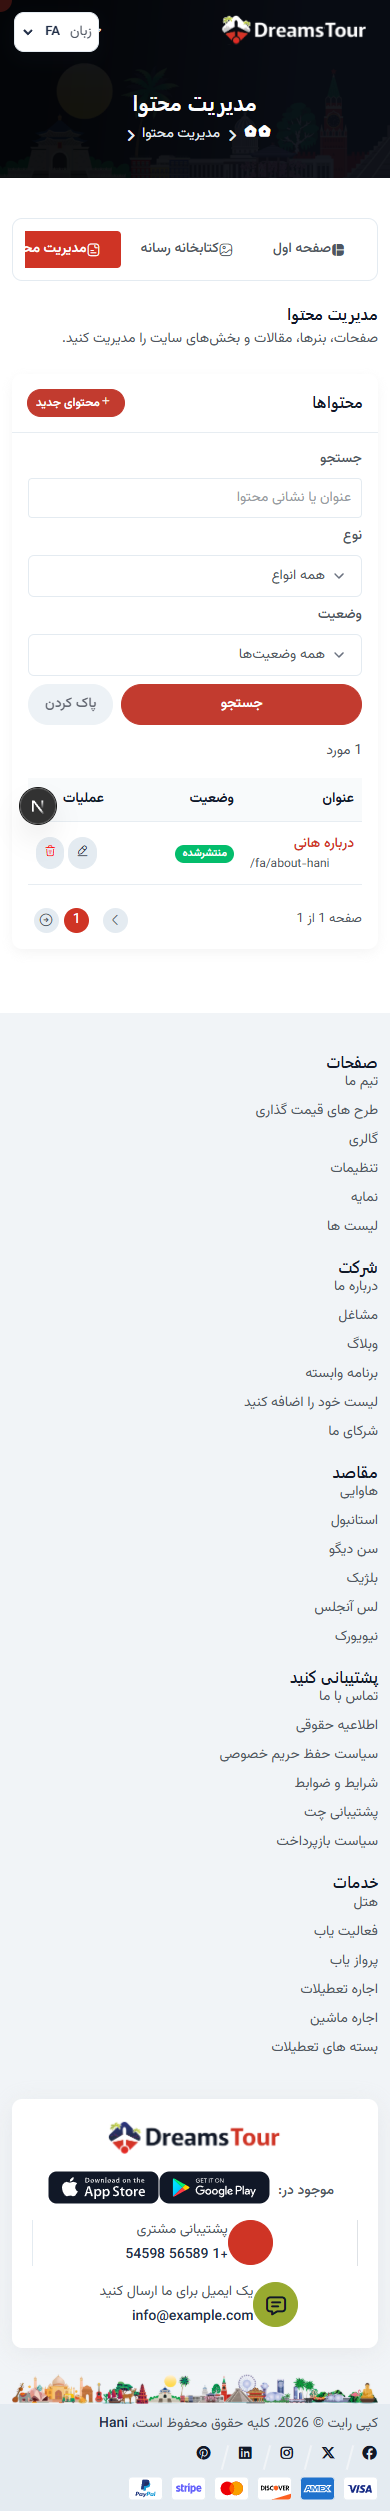 DreamsTour
زبان FA
مدیریت محتوا
مدیریت محتوا
صفحه اول
کتابخانه رسانه
مدیریت مح
مدیریت محتوا
صفحات، بنرها، مقالات و بخش‌های سایت را مدیریت کنید.
محتواها
+ محتوای جدید
جستجو
عنوان یا نشانی محتوا
نوع
همه انواع
وضعیت
همه وضعیت‌ها
جستجو
پاک کردن
1 مورد
عنوان وضعیت عملیات
N
درباره هانی
منتشرشده
/fa/about-hani
صفحه 1 از 1
1
صفحات
تیم ما
طرح های قیمت گذاری
گالری
تنظیمات
نمایه
لیست ها
شرکت
درباره ما
مشاغل
وبلاگ
برنامه وابسته
لیست خود را اضافه کنید
شرکای ما
مقاصد
هاوایی
استانبول
سن دیگو
بلژیک
لس آنجلس
نیویورک
پشتیبانی کنید
تماس با ما
اطلاعیه حقوقی
سیاست حفظ حریم خصوصی
شرایط و ضوابط
پشتیبانی چت
سیاست بازپرداخت
خدمات
هتل
فعالیت یاب
پرواز یاب
اجاره تعطیلات
اجاره ماشین
بسته های تعطیلات
DreamsTour
موجود در:
GET IT ON
Google Play
Download on the
App Store
پشتیبانی مشتری
+1 56589 54598
یک ایمیل برای ما ارسال کنید
info@example.com
کپی رایت © 2026. کلیه حقوق محفوظ است، Hani
VISA
AMEX
DISCOVER
stripe
PayPal